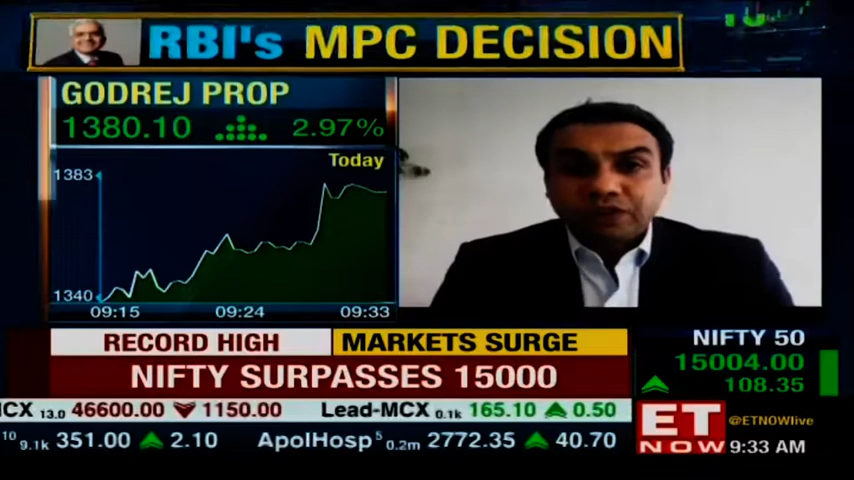 RBI's MPC DECISION
GODREJ PROP
1380.10 2.97%
Today
1383
1340
09:15 09:24 09:33
RECORD HIGH MARKETS SURGE
NIFTY SURPASSES 15000
NIFTY 50
15004.00
108.35
MCX 13.0 46600.00 1150.00 Lead-MCX 0.1k 165.10 0.50
10 9.1k 351.00 2.10 ApolHosp 5 0.2m 2772.35 40.70
ET NOW
@ETNOWlive
9:33 AM